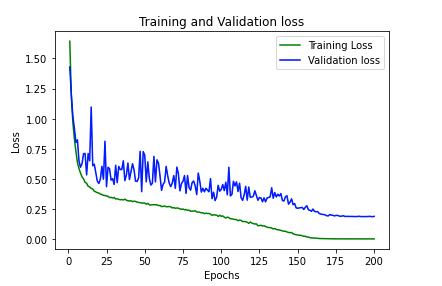 Training and Validation loss
Training Loss
Validation loss
Loss
1.50
1.25
1.00
0.75
0.50
0.25
0.00
0 25 50 75 100 125 150 175 200
Epochs